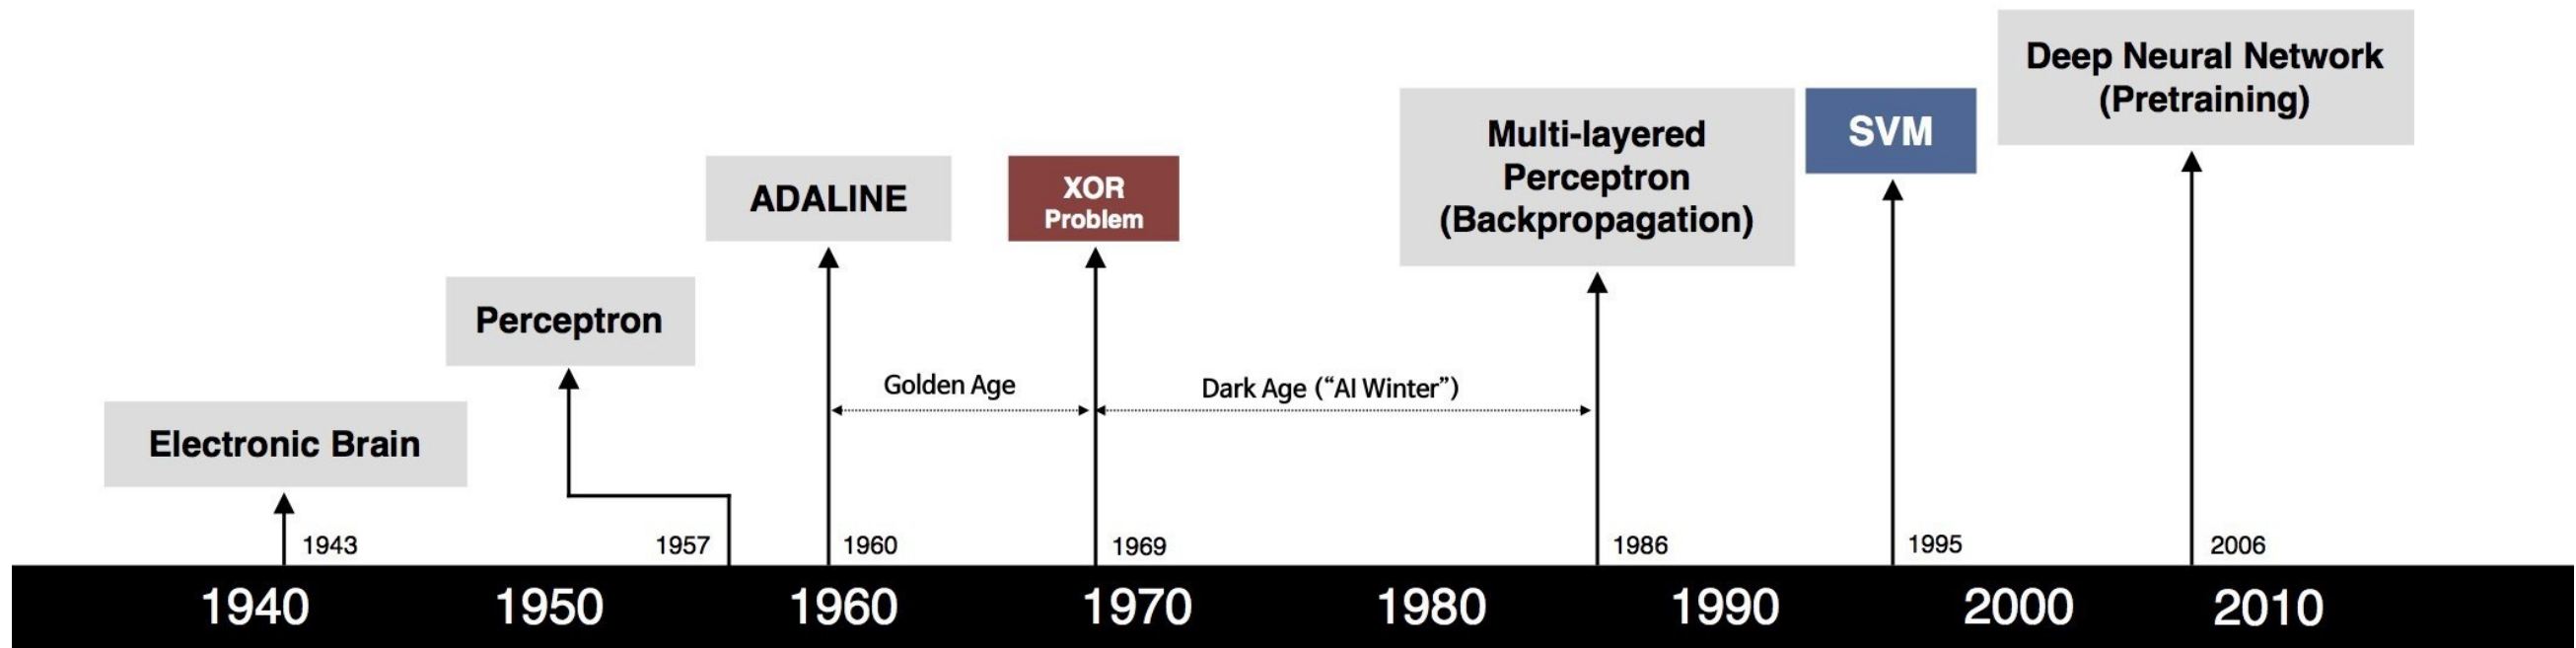 Deep Neural Network
(Pretraining)
Multi-layered
Perceptron
(Backpropagation)
SVM
ADALINE
XOR
Problem
Perceptron
Golden Age
Dark Age (“AI Winter”)
Electronic Brain
1943
1957
1960
1969
1986
1995
2006
1940
1950
1960
1970
1980
1990
2000
2010